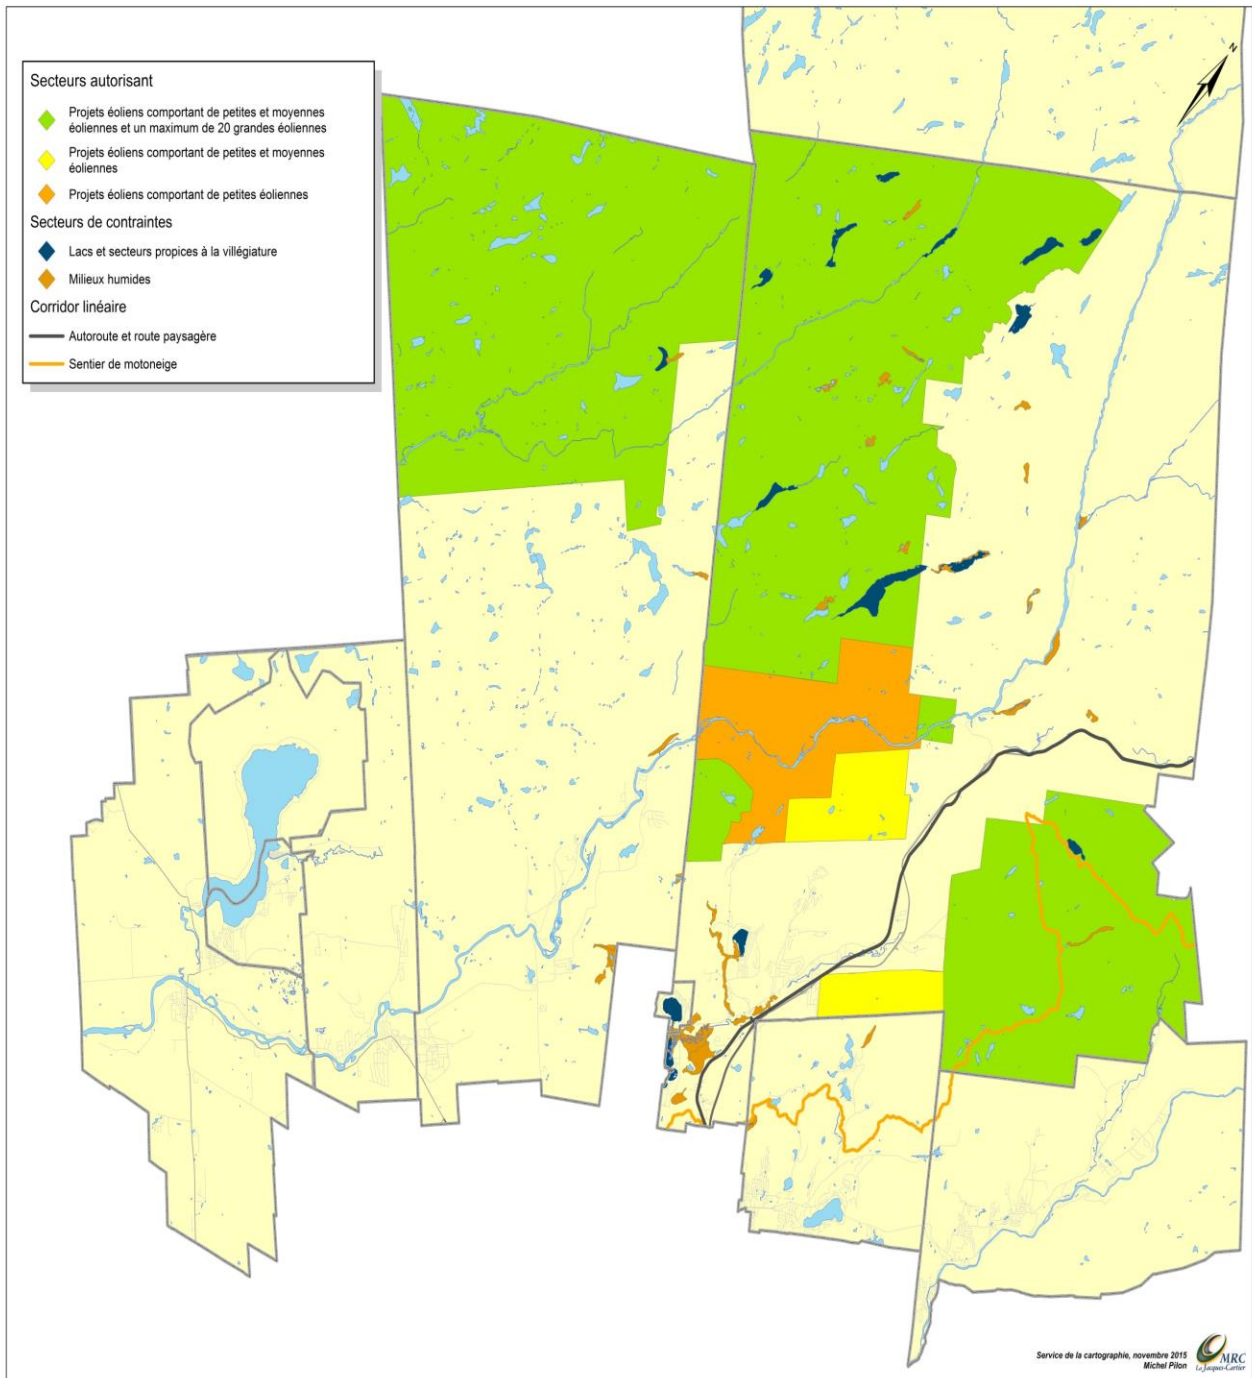 Secteurs autorisant
Projets éoliens comportant de petites et moyennes
éoliennes et un maximum de 20 grandes éoliennes
Projets éoliens comportant de petites et moyennes
éoliennes
Projets éoliens comportant de petites éoliennes
Secteurs de contraintes
Lacs et secteurs propices à la villégiature
Milieux humides
Corridor linéaire
Autoroute et route paysagère
Sentier de motoneige
N
Service de la cartographie, novembre 2015
Michel Pilon
MRC
La Jacques-Cartier